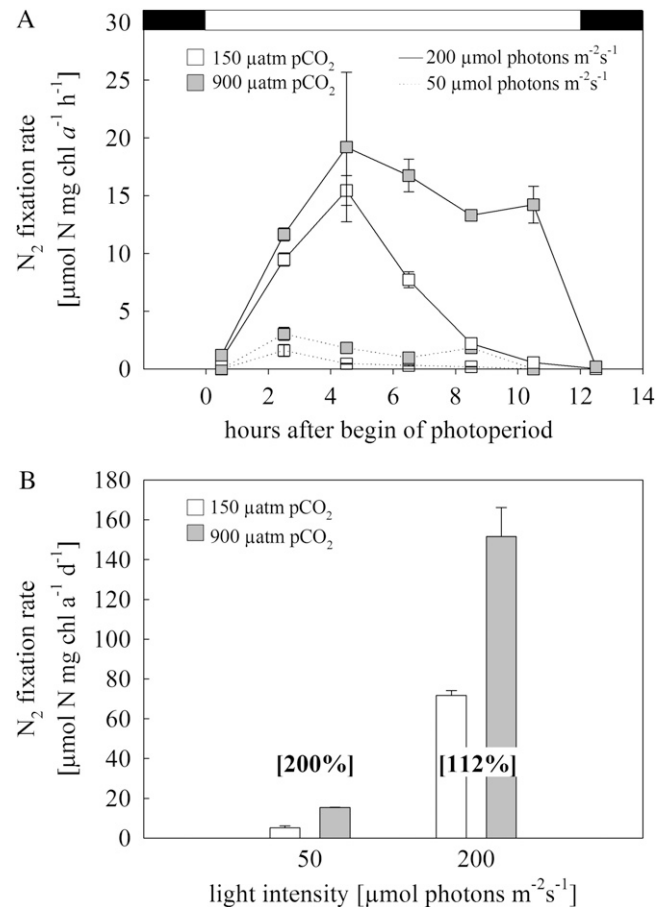 A
30
25
20
15
10
5
0
N₂ fixation rate
[µmol N mg chl a⁻¹ h⁻¹]
150 µatm pCO₂
900 µatm pCO₂
200 µmol photons m⁻²s⁻¹
50 µmol photons m⁻²s⁻¹
0 2 4 6 8 10 12 14
hours after begin of photoperiod
B
180
160
140
120
100
80
60
40
20
0
N₂ fixation rate
[µmol N mg chl a⁻¹ d⁻¹]
150 µatm pCO₂
900 µatm pCO₂
[200%] [112%]
50 200
light intensity [µmol photons m⁻²s⁻¹]